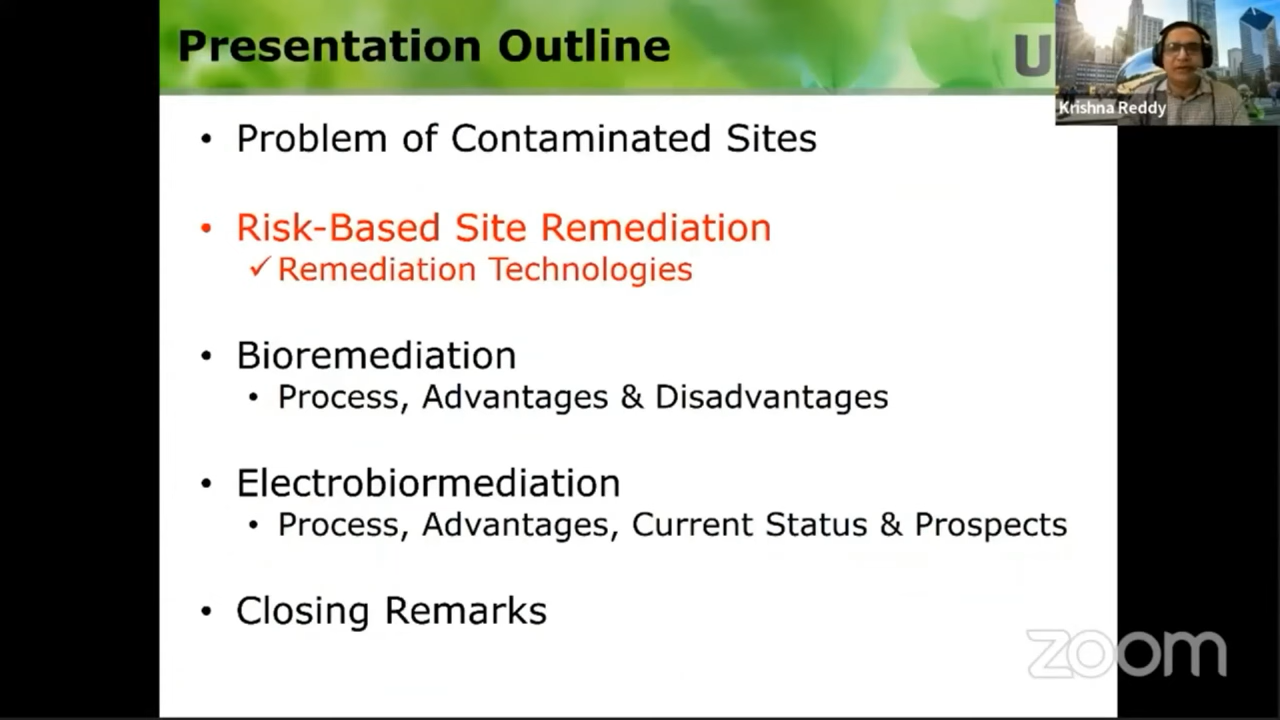 Presentation Outline
U
Krishna Reddy
• Problem of Contaminated Sites
• Risk-Based Site Remediation
✓ Remediation Technologies
• Bioremediation
• Process, Advantages & Disadvantages
• Electrobiormediation
• Process, Advantages, Current Status & Prospects
• Closing Remarks
zoom